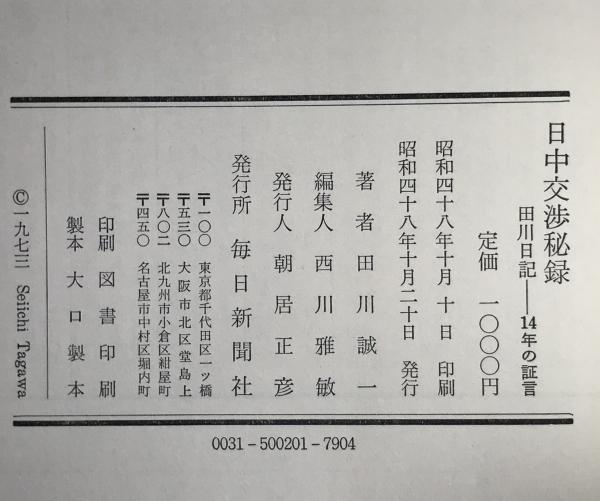 日中交渉秘録
田川日記――14年の証言
定価 一〇〇〇円
昭和四十八年十月 十 日 印刷
昭和四十八年十月二十日 発行
著 者 田 川 誠 一
編集人 西 川 雅 敏
発行人 朝 居 正 彦
発行所 毎 日 新 聞 社
〒一〇〇 東京都千代田区一ッ橋
〒五三〇 大阪市北区堂島上
〒八〇二 北九州市小倉区紺屋町
〒四五〇 名古屋市中村区堀内町
印刷 図 書 印 刷
製本 大 口 製 本
Ⓒ一九七三 Seiichi Tagawa
0031-500201-7904